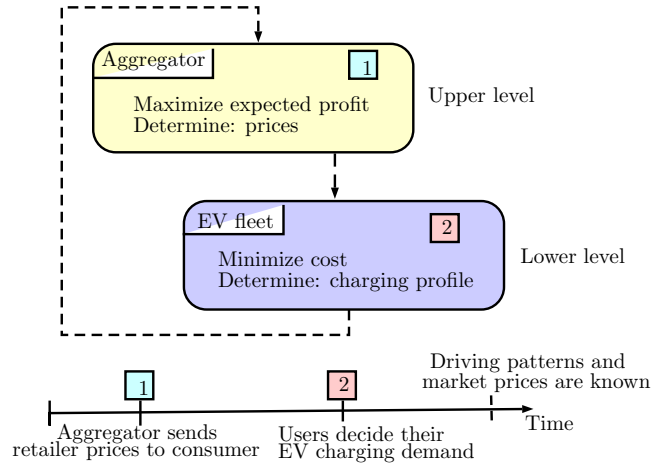 Aggregator
1
Maximize expected profit
Determine: prices
Upper level
EV fleet
2
Minimize cost
Determine: charging profile
Lower level
Driving patterns and
market prices are known
1
2
Time
Aggregator sends
retailer prices to consumer
Users decide their
EV charging demand